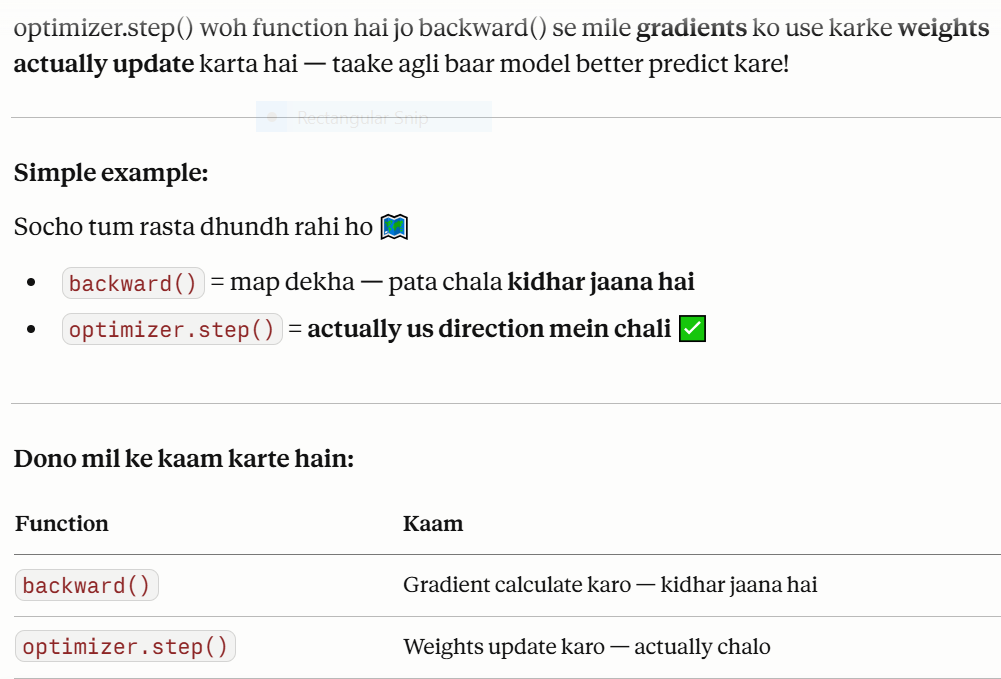 optimizer.step() woh function hai jo backward() se mile gradients ko use karke weights
actually update karta hai — taake agli baar model better predict kare!
Rectangular Snip
Simple example:
Socho tum rasta dhundh rahi ho 🗺️
• backward() = map dekha — pata chala kidhar jaana hai
• optimizer.step() = actually us direction mein chali ✅
Dono mil ke kaam karte hain:
Function Kaam
backward() Gradient calculate karo — kidhar jaana hai
optimizer.step() Weights update karo — actually chalo